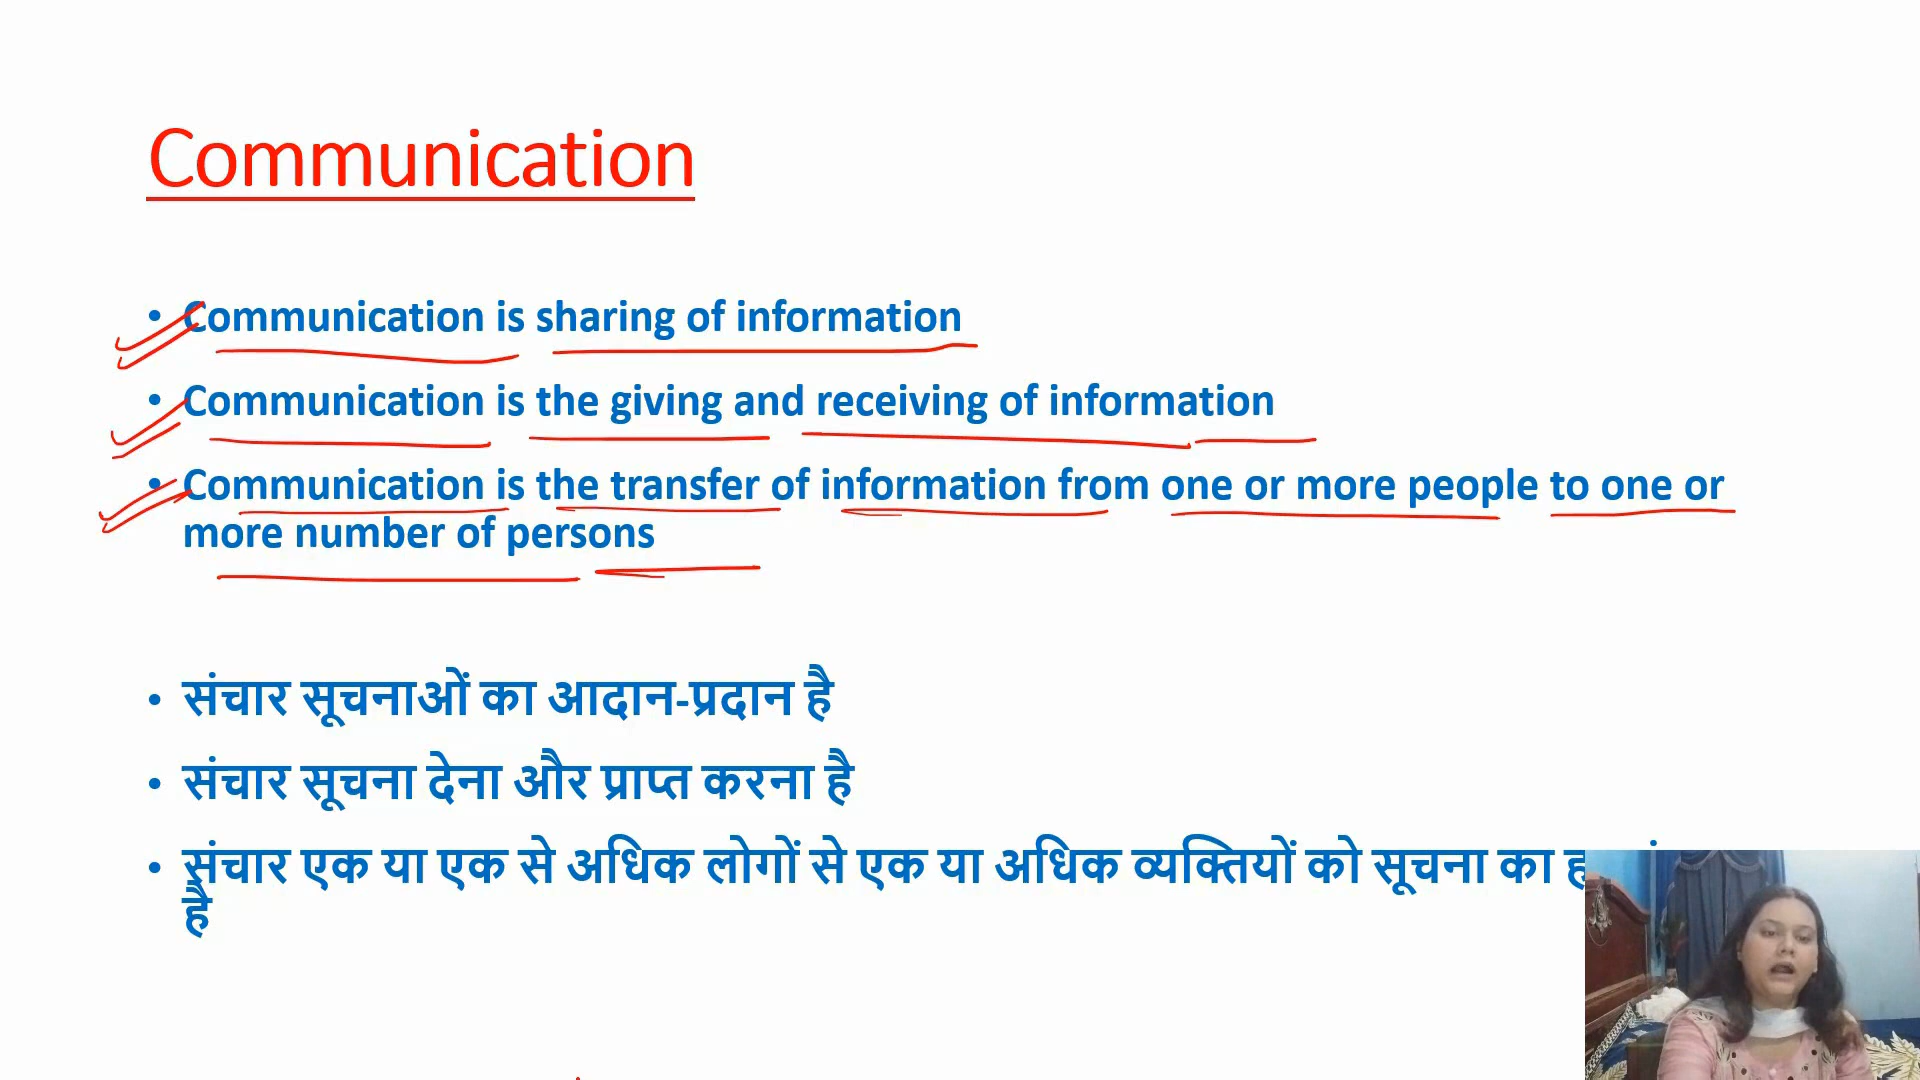 Communication
• Communication is sharing of information
• Communication is the giving and receiving of information
• Communication is the transfer of information from one or more people to one or
more number of persons
• संचार सूचनाओं का आदान-प्रदान है
• संचार सूचना देना और प्राप्त करना है
• संचार एक या एक से अधिक लोगों से एक या अधिक व्यक्तियों को सूचना का
है